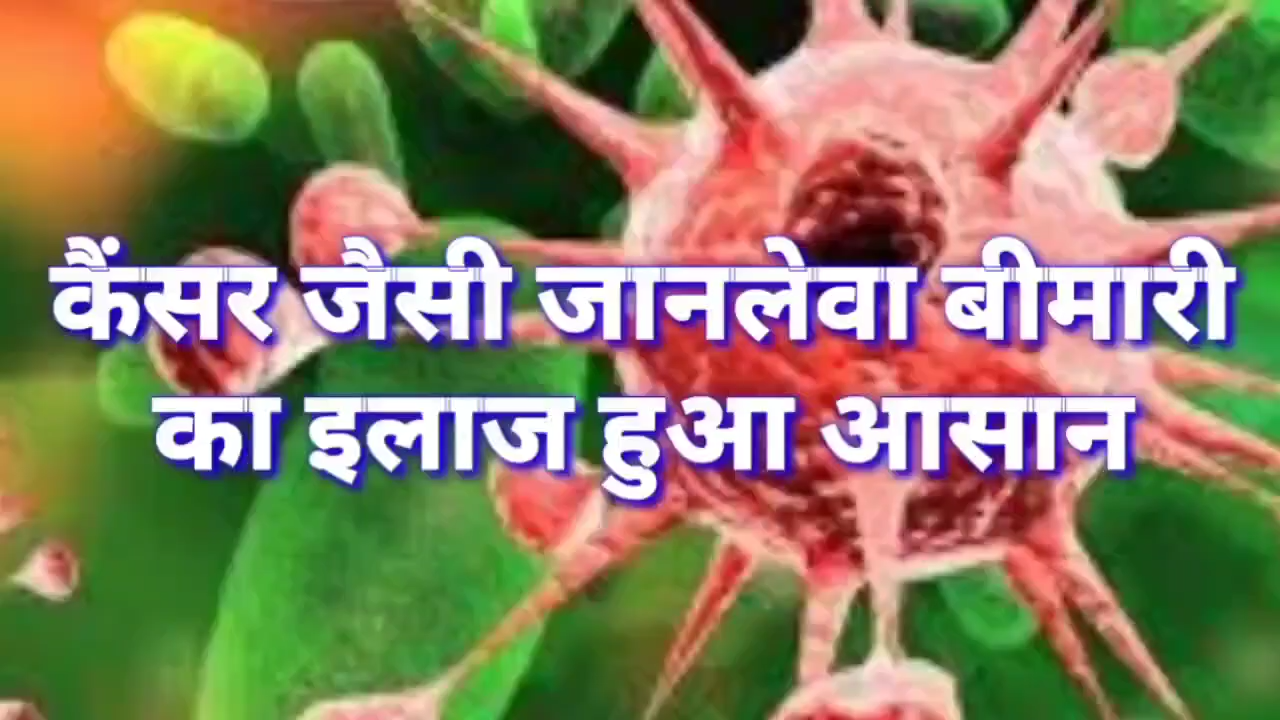 कैंसर जैसी जानलेवा बीमारी
का इलाज हुआ आसान